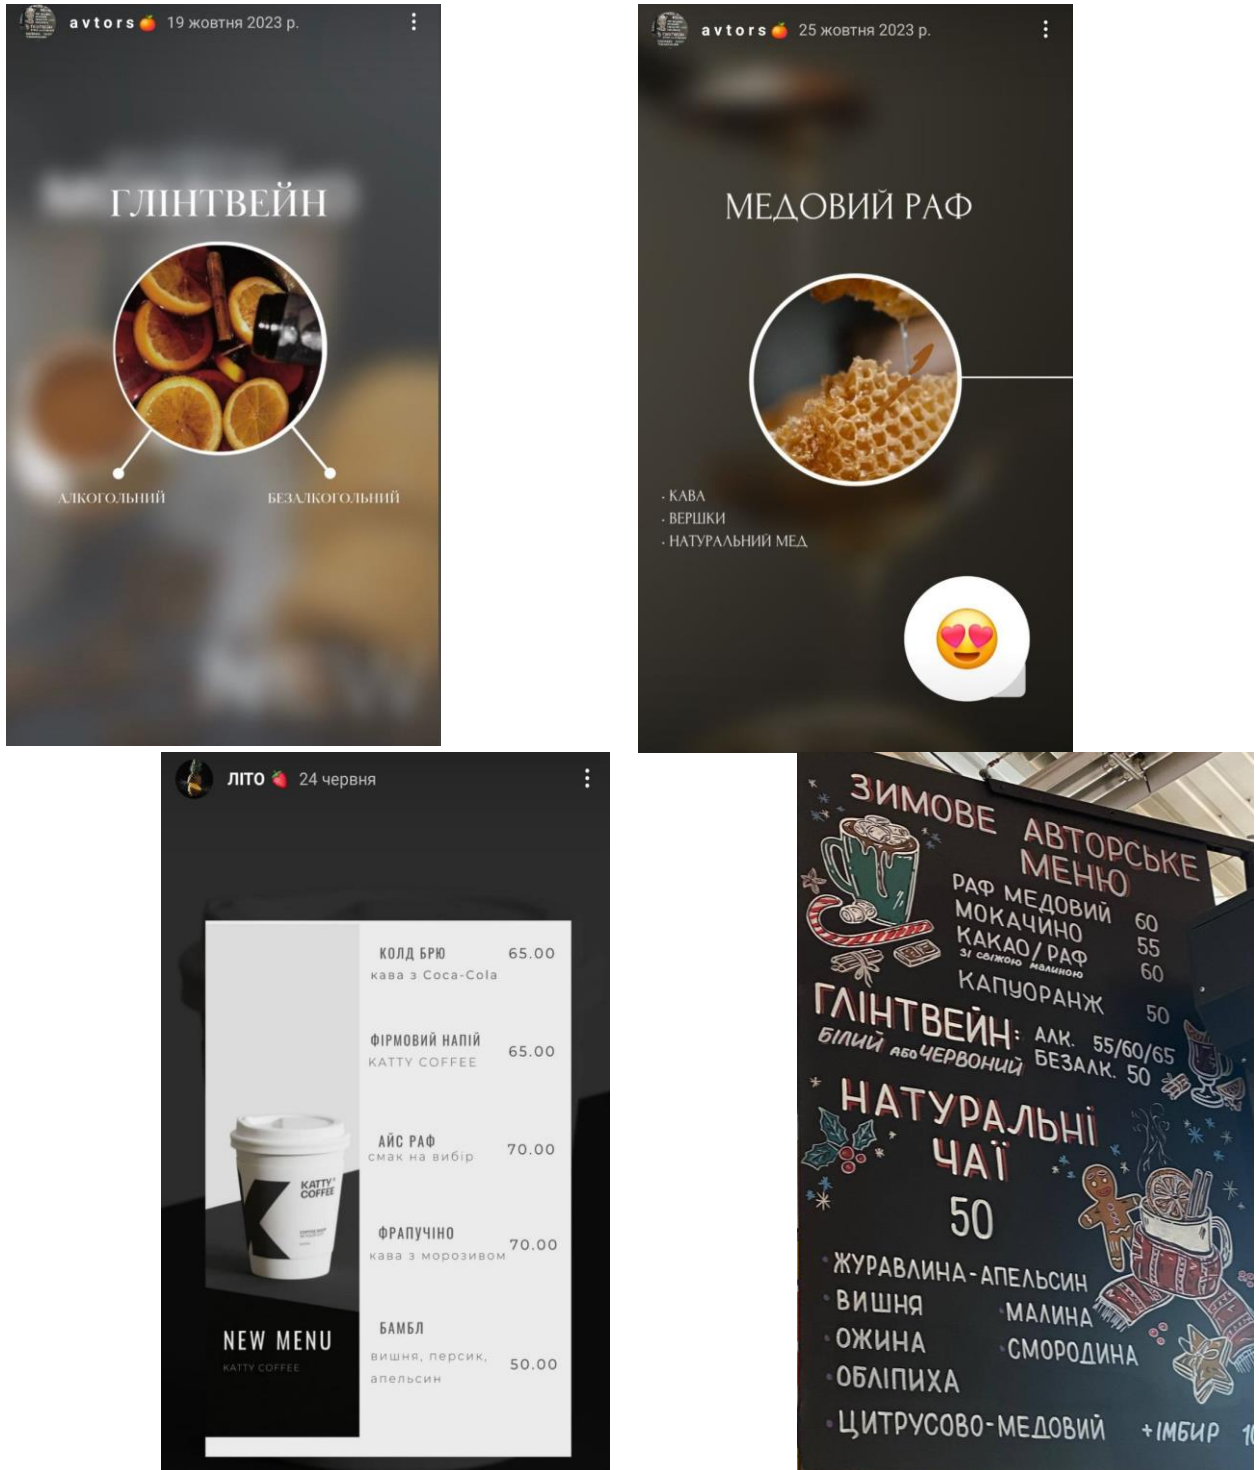 avtors🍊 19 жовтня 2023 р.
ГЛІНТВЕЙН
АЛКОГОЛЬНИЙ
БЕЗАЛКОГОЛЬНИЙ
avtors🍊 25 жовтня 2023 р.
МЕДОВИЙ РАФ
· КАВА
· ВЕРШКИ
· НАТУРАЛЬНИЙ МЕД
ЛІТО 🍓 24 червня
КОЛД БРЮ 65.00
кава з Coca-Cola
ФІРМОВИЙ НАПІЙ 65.00
KATTY COFFEE
АЙС РАФ 70.00
смак на вибір
ФРАПУЧІНО 70.00
кава з морозивом
БАМБЛ
вишня, персик, 50.00
апельсин
KATTY'
COFFEE
NEW MENU
KATTY COFFEE
ЗИМОВЕ АВТОРСЬКЕ
МЕНЮ
РАФ МЕДОВИЙ 60
МОКАЧИНО 55
КАКАО/РАФ 60
зі свіжою малиною
КАПУОРАНЖ 50
ГЛІНТВЕЙН: АЛК. 55/60/65
БІЛИЙ АБО ЧЕРВОНИЙ БЕЗАЛК. 50
НАТУРАЛЬНІ
ЧАЇ
50
· ЖУРАВЛИНА-АПЕЛЬСИН
· ВИШНЯ · МАЛИНА
· ОЖИНА · СМОРОДИНА
· ОБЛІПИХА
· ЦИТРУСОВО-МЕДОВИЙ +ІМБИР